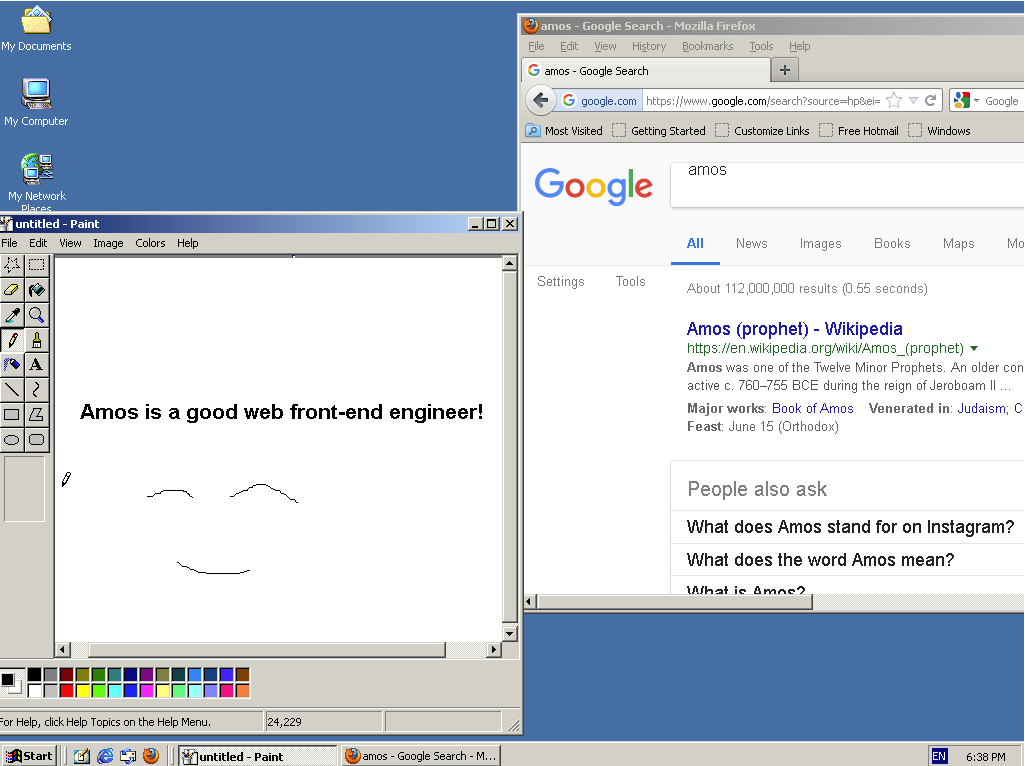 My Documents
My Computer
My Network
Places
amos - Google Search - Mozilla Firefox
File Edit View History Bookmarks Tools Help
amos - Google Search
google.com https://www.google.com/search?source=hp&ei= Google
Most Visited Getting Started Customize Links Free Hotmail Windows
Google
amos
All News Images Books Maps Mo
Settings Tools
About 112,000,000 results (0.55 seconds)
Amos (prophet) - Wikipedia
https://en.wikipedia.org/wiki/Amos_(prophet)
Amos was one of the Twelve Minor Prophets. An older con
active c. 760–755 BCE during the reign of Jeroboam II ...
Major works: Book of Amos Venerated in: Judaism; C
Feast: June 15 (Orthodox)
People also ask
What does Amos stand for on Instagram?
What does the word Amos mean?
What is Amos?
untitled - Paint
File Edit View Image Colors Help
A
Amos is a good web front-end engineer!
For Help, click Help Topics on the Help Menu.
24,229
Start
untitled - Paint
amos - Google Search - M...
EN
6:38 PM